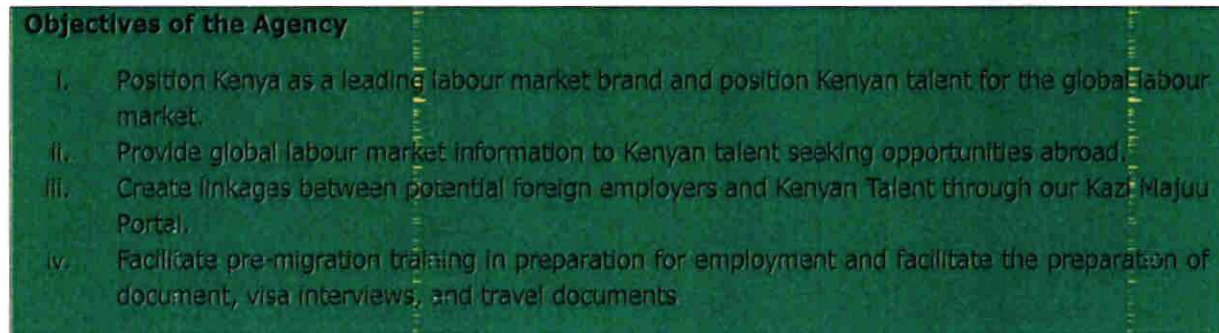 Objectives of the Agency
i. Position Kenya as a leading labour market brand and position Kenyan talent for the global labour
market.
ii. Provide global labour market information to Kenyan talent seeking opportunities abroad.
iii. Create linkages between potential foreign employers and Kenyan Talent through our Kazi Majuu
Portal.
iv. Facilitate pre-migration training in preparation for employment and facilitate the preparation of
document, visa interviews, and travel documents